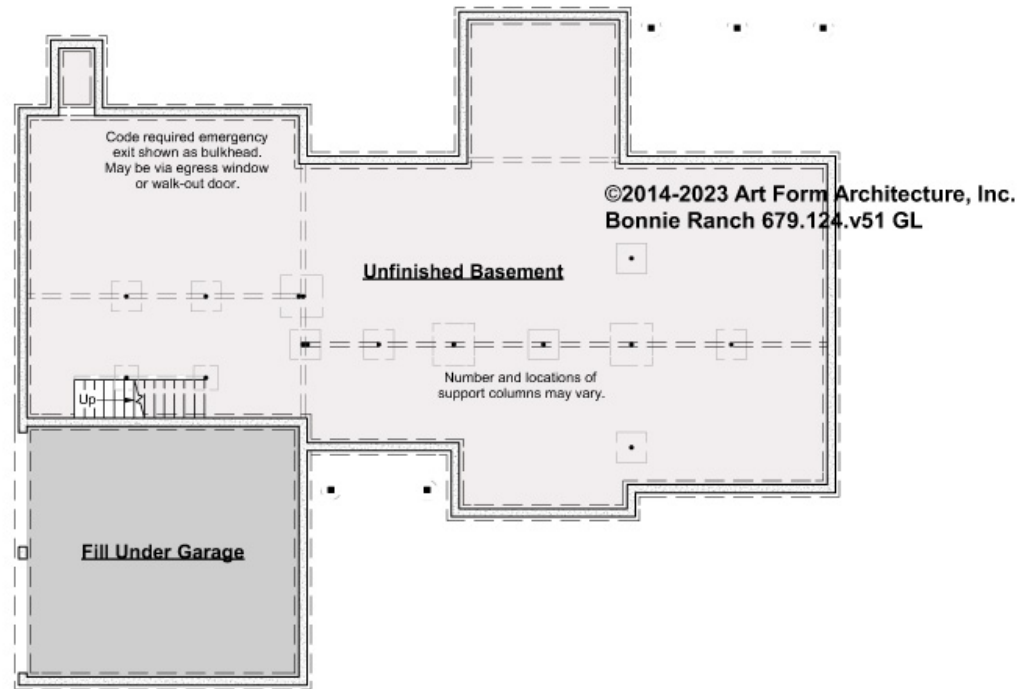 Code required emergency
exit shown as bulkhead.
May be via egress window
or walk-out door.
©2014-2023 Art Form Architecture, Inc.
Bonnie Ranch 679.124.v51 GL
Unfinished Basement
Number and locations of
support columns may vary.
Up
Fill Under Garage